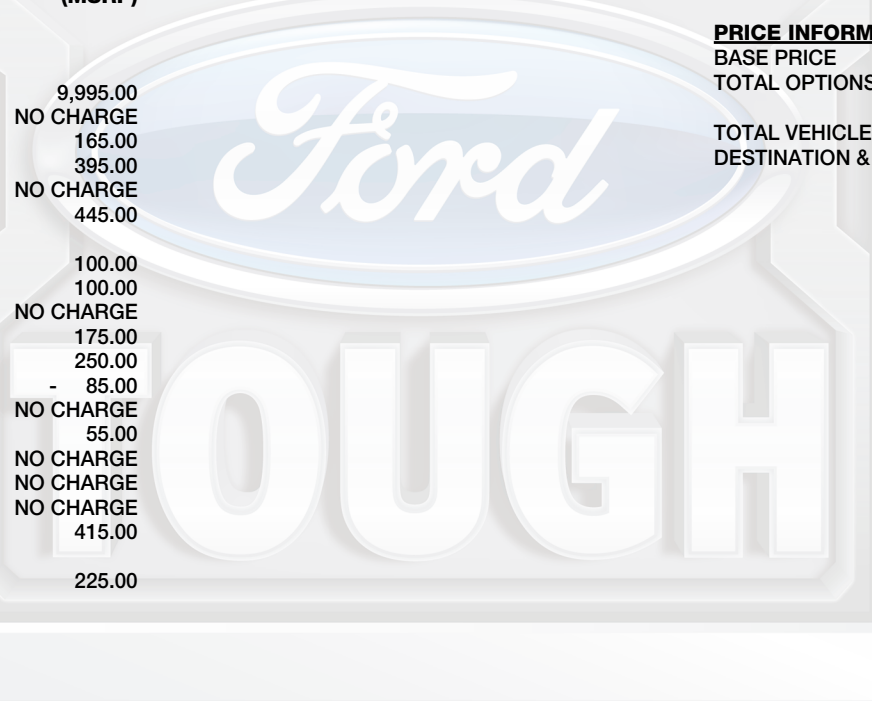 (MSRP)
9,995.00
NO CHARGE
165.00
395.00
NO CHARGE
445.00
100.00
100.00
NO CHARGE
175.00
250.00
- 85.00
NO CHARGE
55.00
NO CHARGE
NO CHARGE
NO CHARGE
415.00
225.00
PRICE INFORM
BASE PRICE
TOTAL OPTIONS
TOTAL VEHICLE
DESTINATION &
Ford
TOUGH